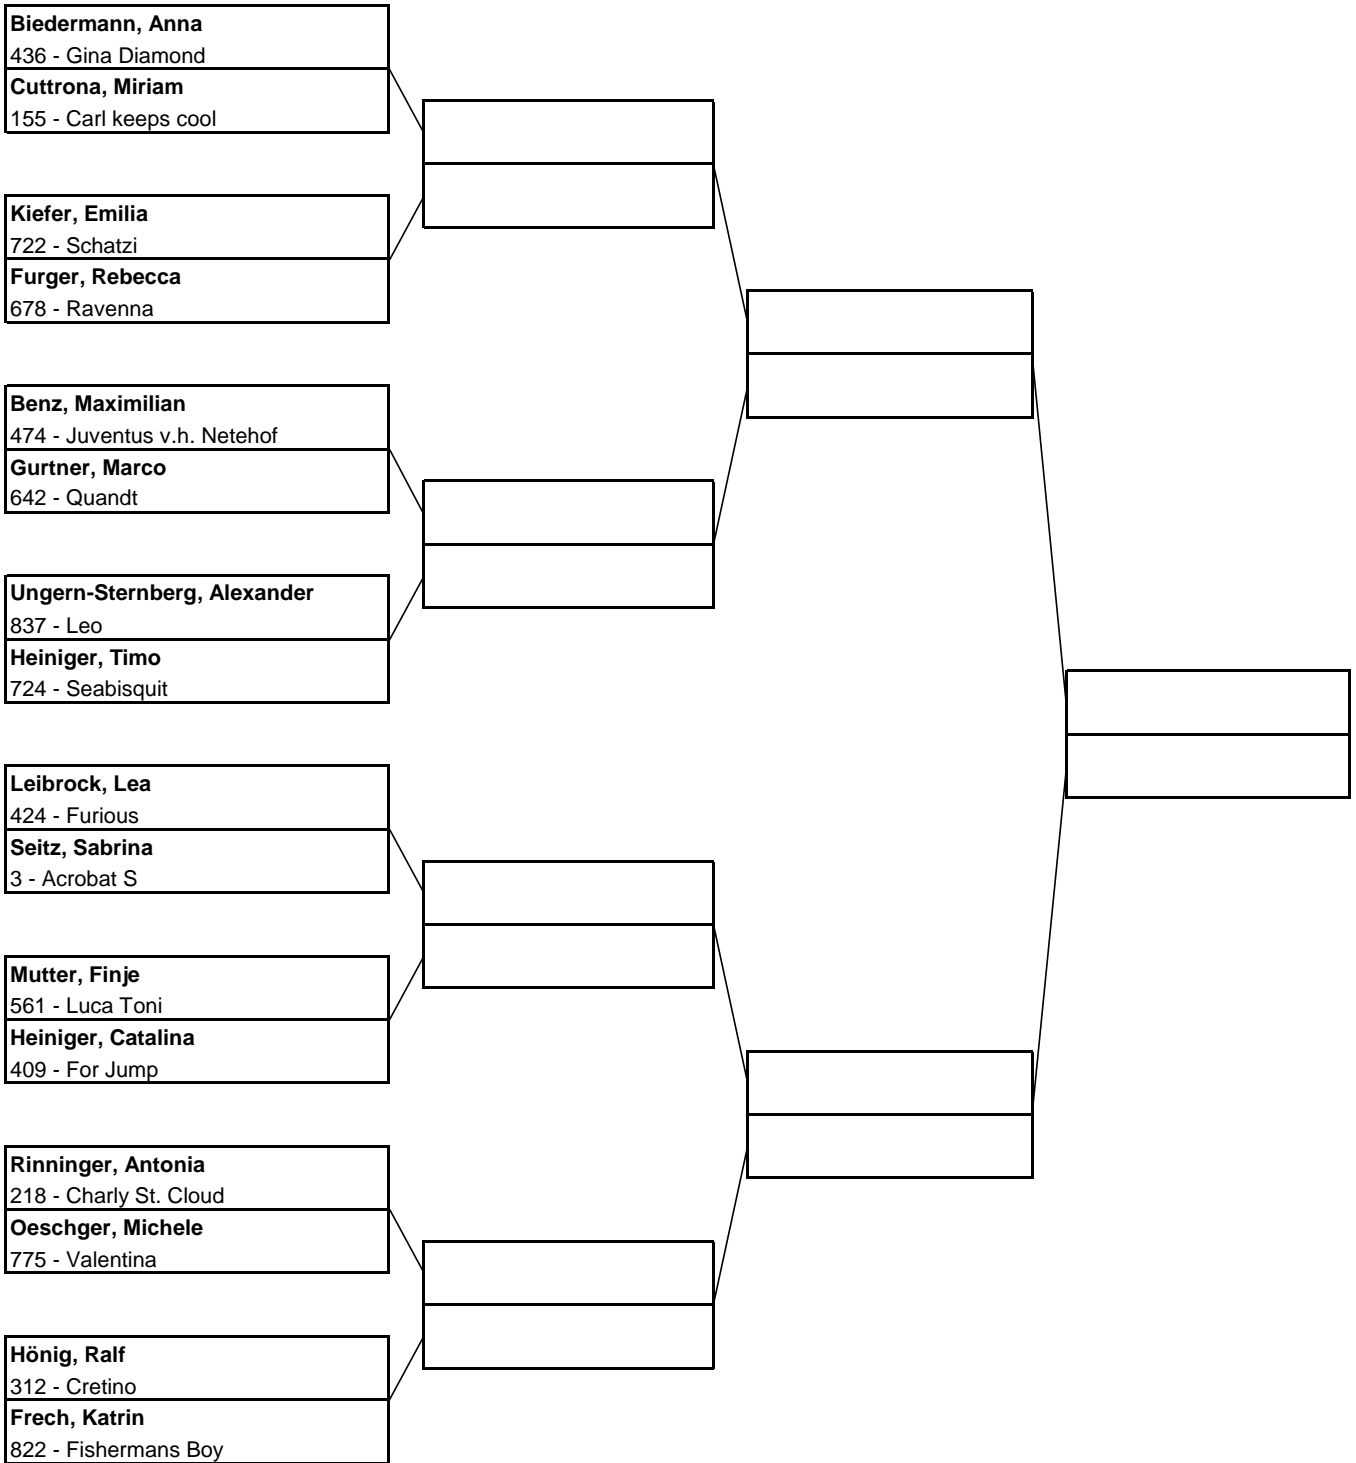 Biedermann, Anna
436 - Gina Diamond
Cuttrona, Miriam
155 - Carl keeps cool
Kiefer, Emilia
722 - Schatzi
Furger, Rebecca
678 - Ravenna
Benz, Maximilian
474 - Juventus v.h. Netehof
Gurtner, Marco
642 - Quandt
Ungern-Sternberg, Alexander
837 - Leo
Heiniger, Timo
724 - Seabisquit
Leibrock, Lea
424 - Furious
Seitz, Sabrina
3 - Acrobat S
Mutter, Finje
561 - Luca Toni
Heiniger, Catalina
409 - For Jump
Rinninger, Antonia
218 - Charly St. Cloud
Oeschger, Michele
775 - Valentina
Hönig, Ralf
312 - Cretino
Frech, Katrin
822 - Fishermans Boy